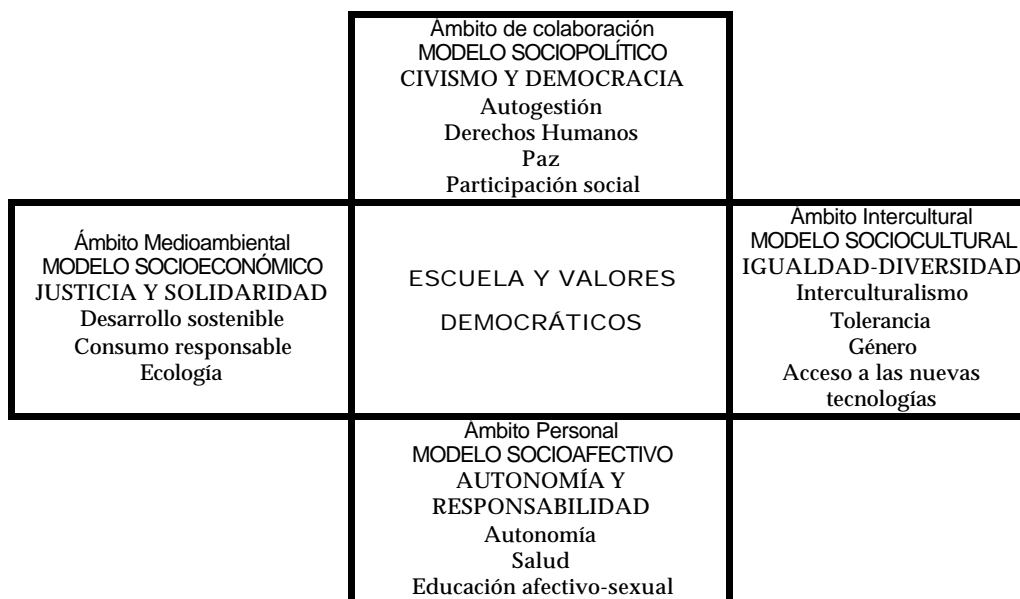 Ámbito de colaboración
MODELO SOCIOPOLÍTICO
CIVISMO Y DEMOCRACIA
Autogestión
Derechos Humanos
Paz
Participación social
Ámbito Medioambiental
MODELO SOCIOECONÓMICO
JUSTICIA Y SOLIDARIDAD
Desarrollo sostenible
Consumo responsable
Ecología
ESCUELA Y VALORES
DEMOCRÁTICOS
Ámbito Intercultural
MODELO SOCIOCULTURAL
IGUALDAD-DIVERSIDAD
Interculturalismo
Tolerancia
Género
Acceso a las nuevas
tecnologías
Ámbito Personal
MODELO SOCIOAFECTIVO
AUTONOMÍA Y
RESPONSABILIDAD
Autonomía
Salud
Educación afectivo-sexual